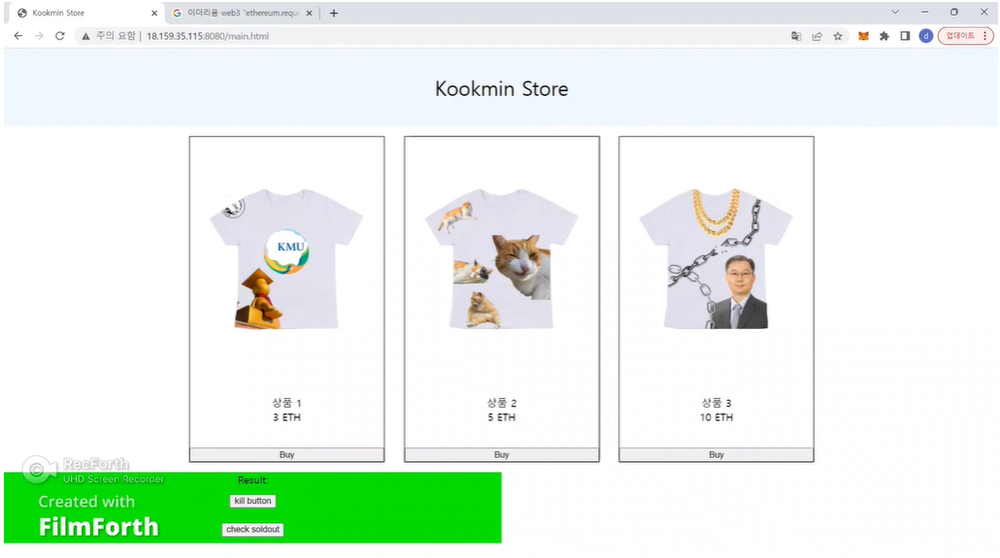 Kookmin Store
이더리움 web3 "ethereum.reque
주의 요함 | 18.159.35.115:8080/main.html
d
업데이트
Kookmin Store
KMU
상품 1
3 ETH
Buy
상품 2
5 ETH
Buy
상품 3
10 ETH
Buy
RecForth
UHD Screen Recorder
Result:
Created with
kill button
FilmForth
check soldout